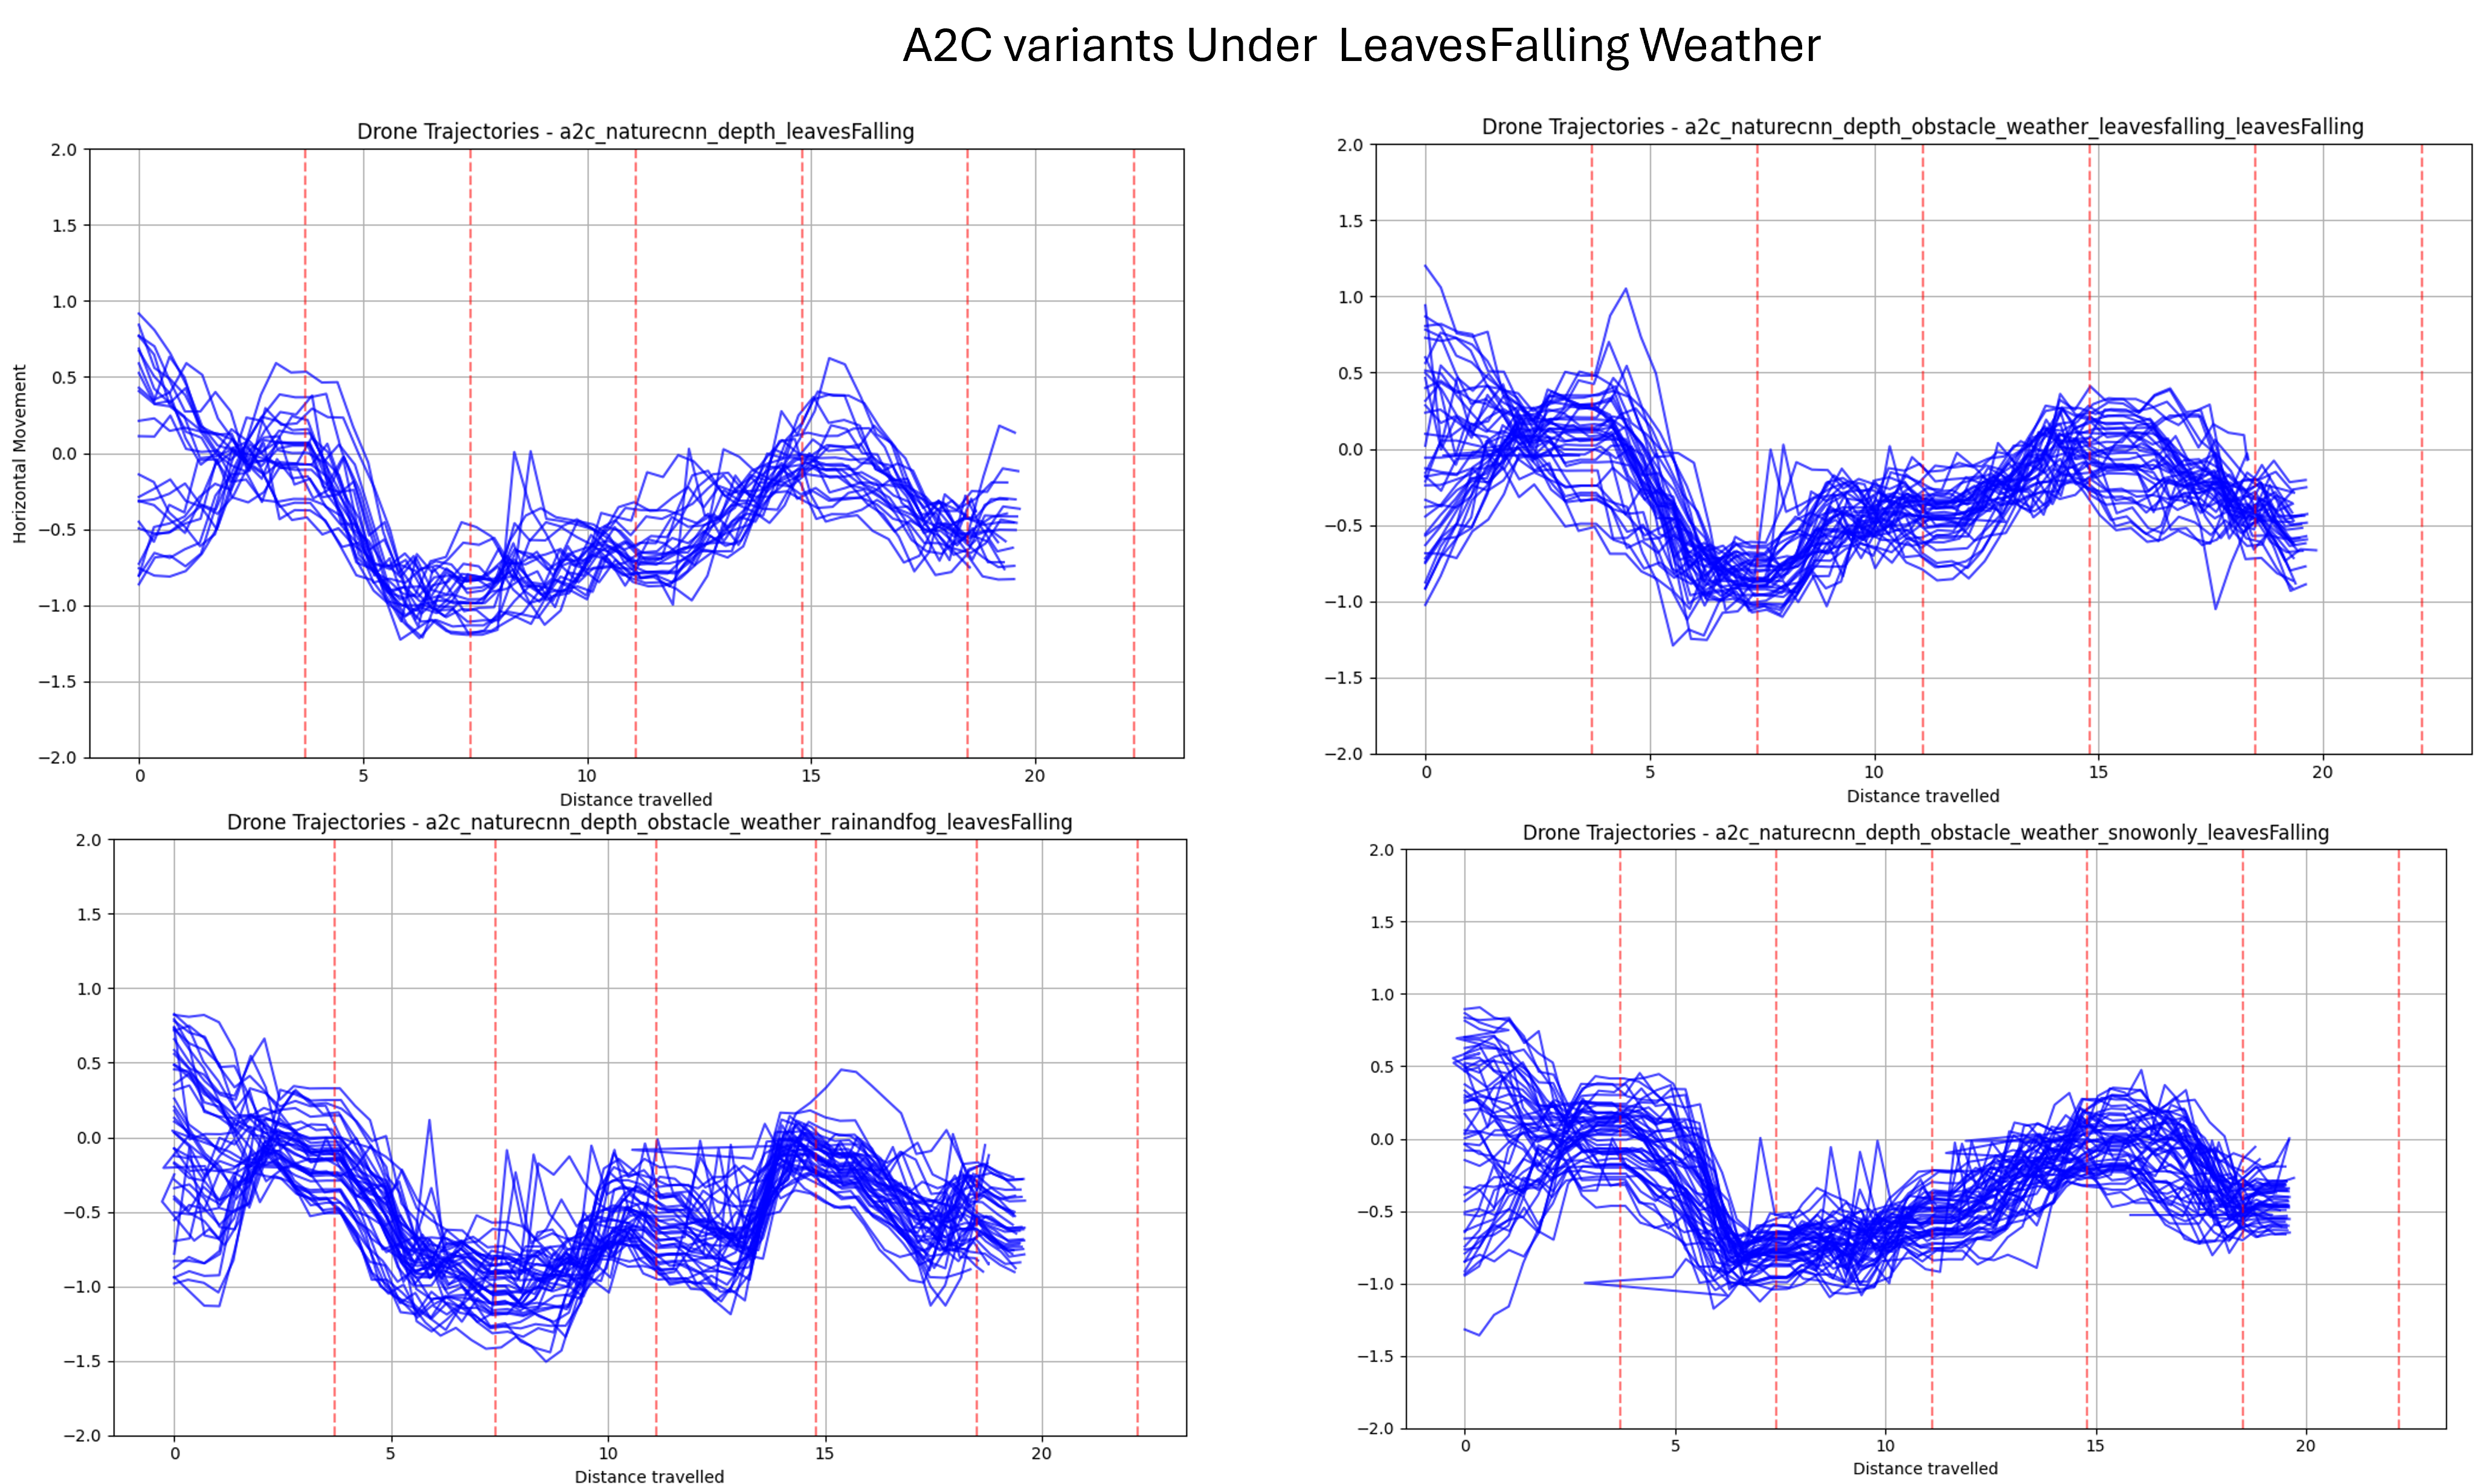 A2C variants Under  LeavesFalling Weather
Drone Trajectories - a2c_naturecnn_depth_leavesFalling
2.0
1.5
1.0
0.5
0.0
−0.5
−1.0
−1.5
−2.0
Horizontal Movement
0 5 10 15 20
Distance travelled
Drone Trajectories - a2c_naturecnn_depth_obstacle_weather_leavesfalling_leavesFalling
2.0
1.5
1.0
0.5
0.0
−0.5
−1.0
−1.5
−2.0
0 5 10 15 20
Distance travelled
Drone Trajectories - a2c_naturecnn_depth_obstacle_weather_rainandfog_leavesFalling
2.0
1.5
1.0
0.5
0.0
−0.5
−1.0
−1.5
−2.0
0 5 10 15 20
Distance travelled
Drone Trajectories - a2c_naturecnn_depth_obstacle_weather_snowonly_leavesFalling
2.0
1.5
1.0
0.5
0.0
−0.5
−1.0
−1.5
−2.0
0 5 10 15 20
Distance travelled